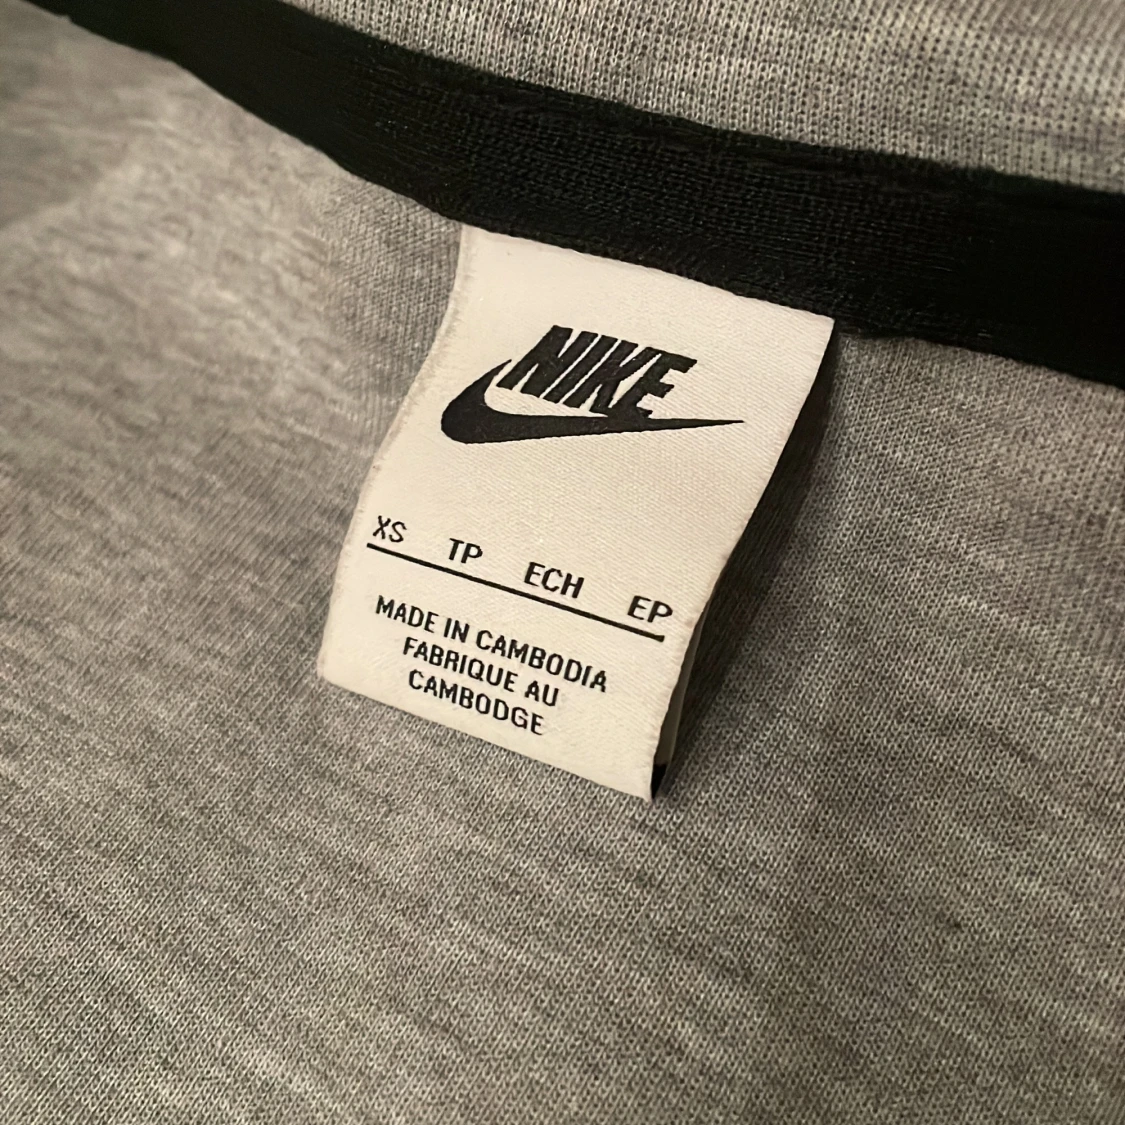 NIKE
XS TP ECH EP
MADE IN CAMBODIA
FABRIQUE AU
CAMBODGE